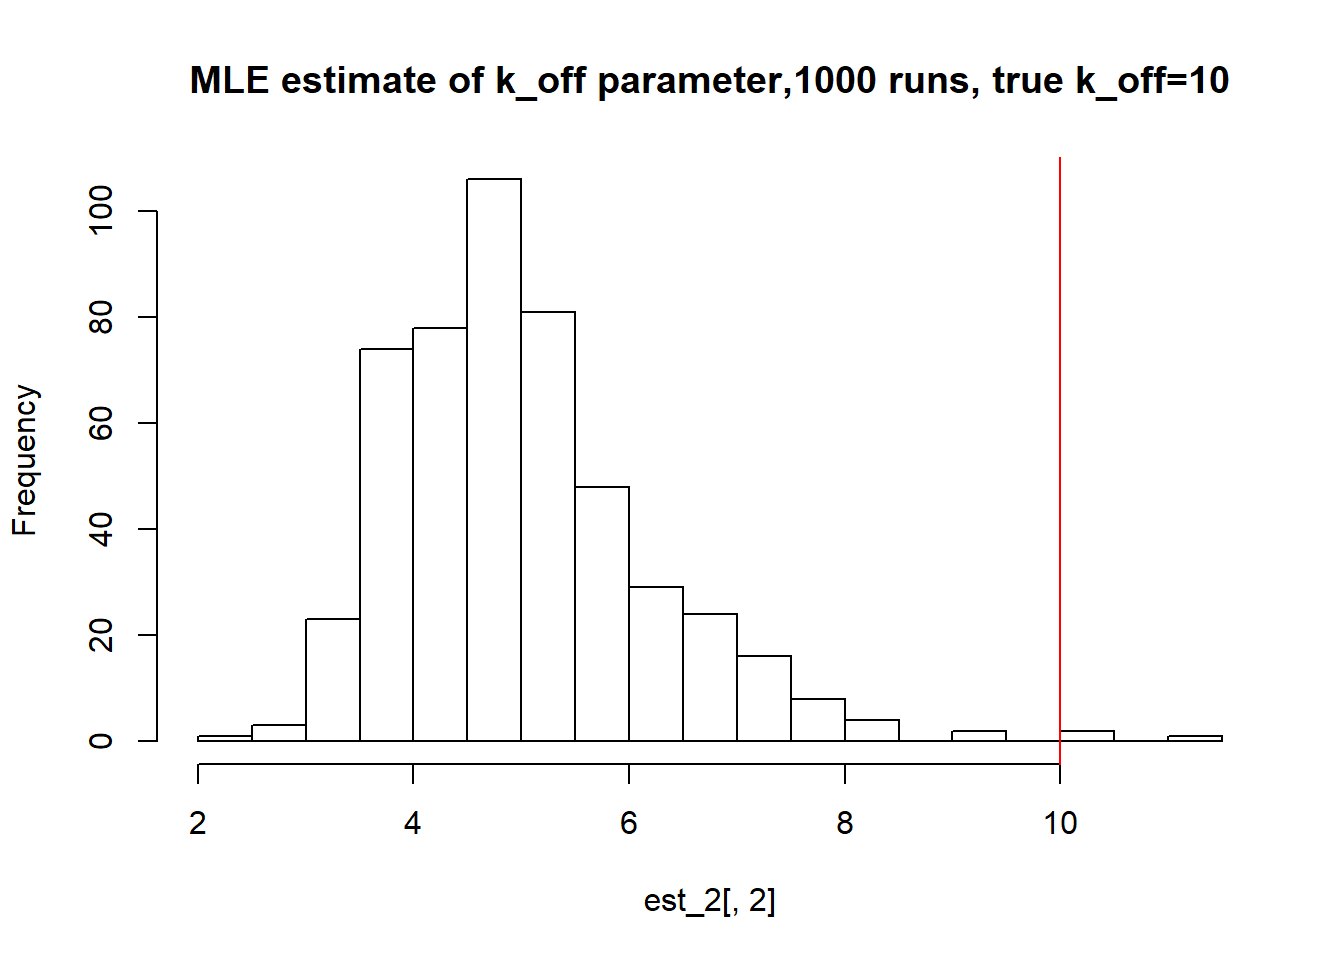 MLE estimate of k_off parameter,1000 runs, true k_off=10
Frequency
100
80
60
40
20
0
2 4 6 8 10
est_2[, 2]